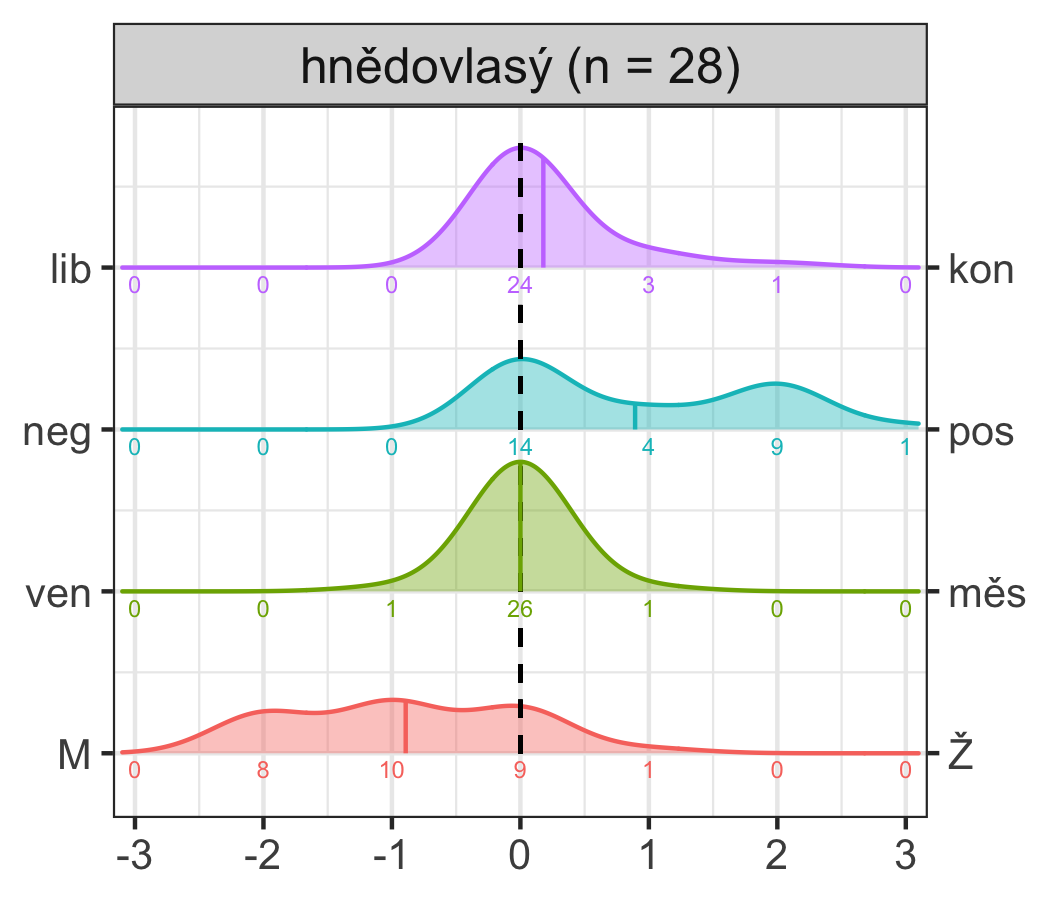 hnědovlasý (n = 28)
lib kon
0 0 0 24 3 1 0
neg pos
0 0 0 14 4 9 1
ven měs
0 0 1 26 1 0 0
M Ž
0 8 10 9 1 0 0
-3 -2 -1 0 1 2 3